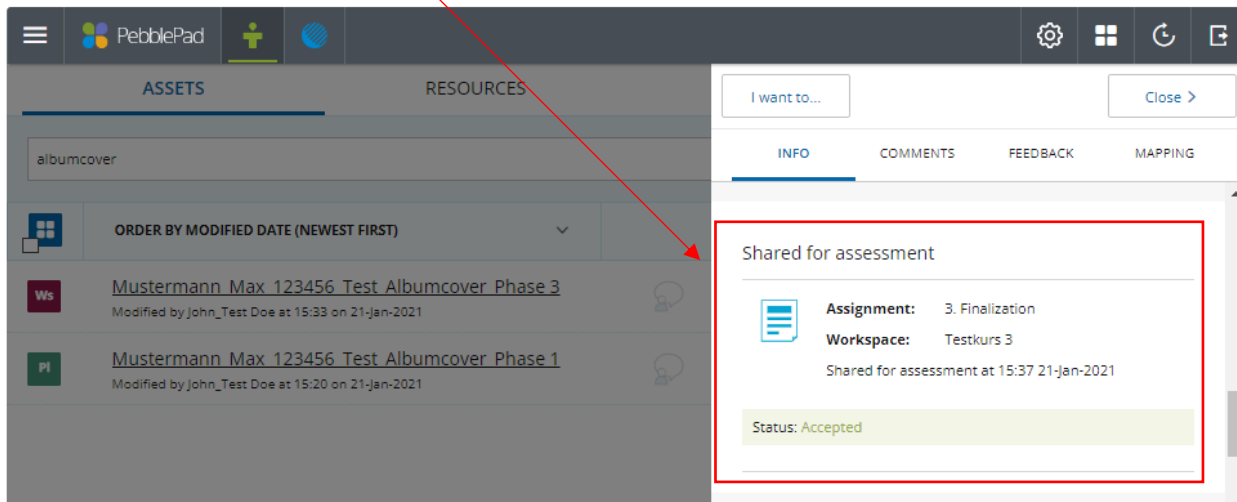 PebblePad
ASSETS
RESOURCES
albumcover
ORDER BY MODIFIED DATE (NEWEST FIRST)
Ws
Mustermann_Max_123456_Test_Albumcover_Phase 3
Modified by John_Test Doe at 15:33 on 21-Jan-2021
Pl
Mustermann_Max_123456_Test_Albumcover_Phase 1
Modified by John_Test Doe at 15:20 on 21-Jan-2021
I want to...
Close >
INFO
COMMENTS
FEEDBACK
MAPPING
Shared for assessment
Assignment: 3. Finalization
Workspace: Testkurs 3
Shared for assessment at 15:37 21-Jan-2021
Status: Accepted